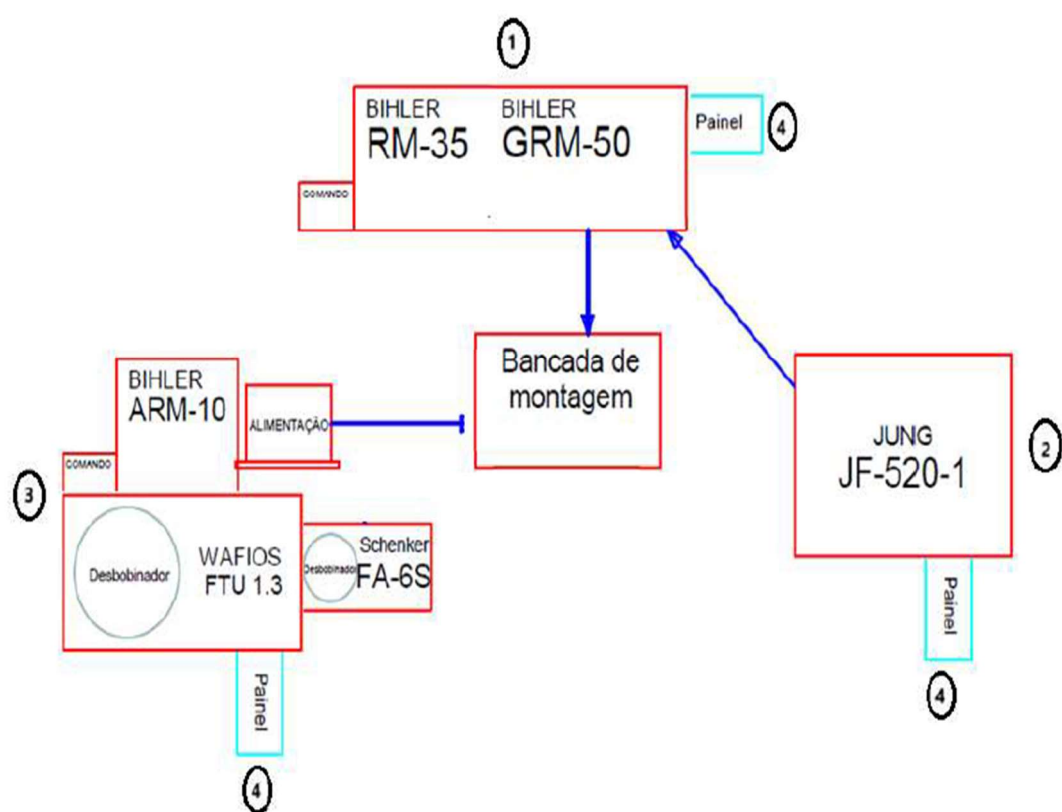 1
BIHLER
RM-35
BIHLER
GRM-50
Painel
4
COMANDO
Bancada de
montagem
BIHLER
ARM-10
ALIMENTAÇÃO
COMANDO
3
JUNG
JF-520-1
2
Desbobinador
WAFIOS
FTU 1.3
Desbobinador
Schenker
FA-6S
Painel
4
Painel
4